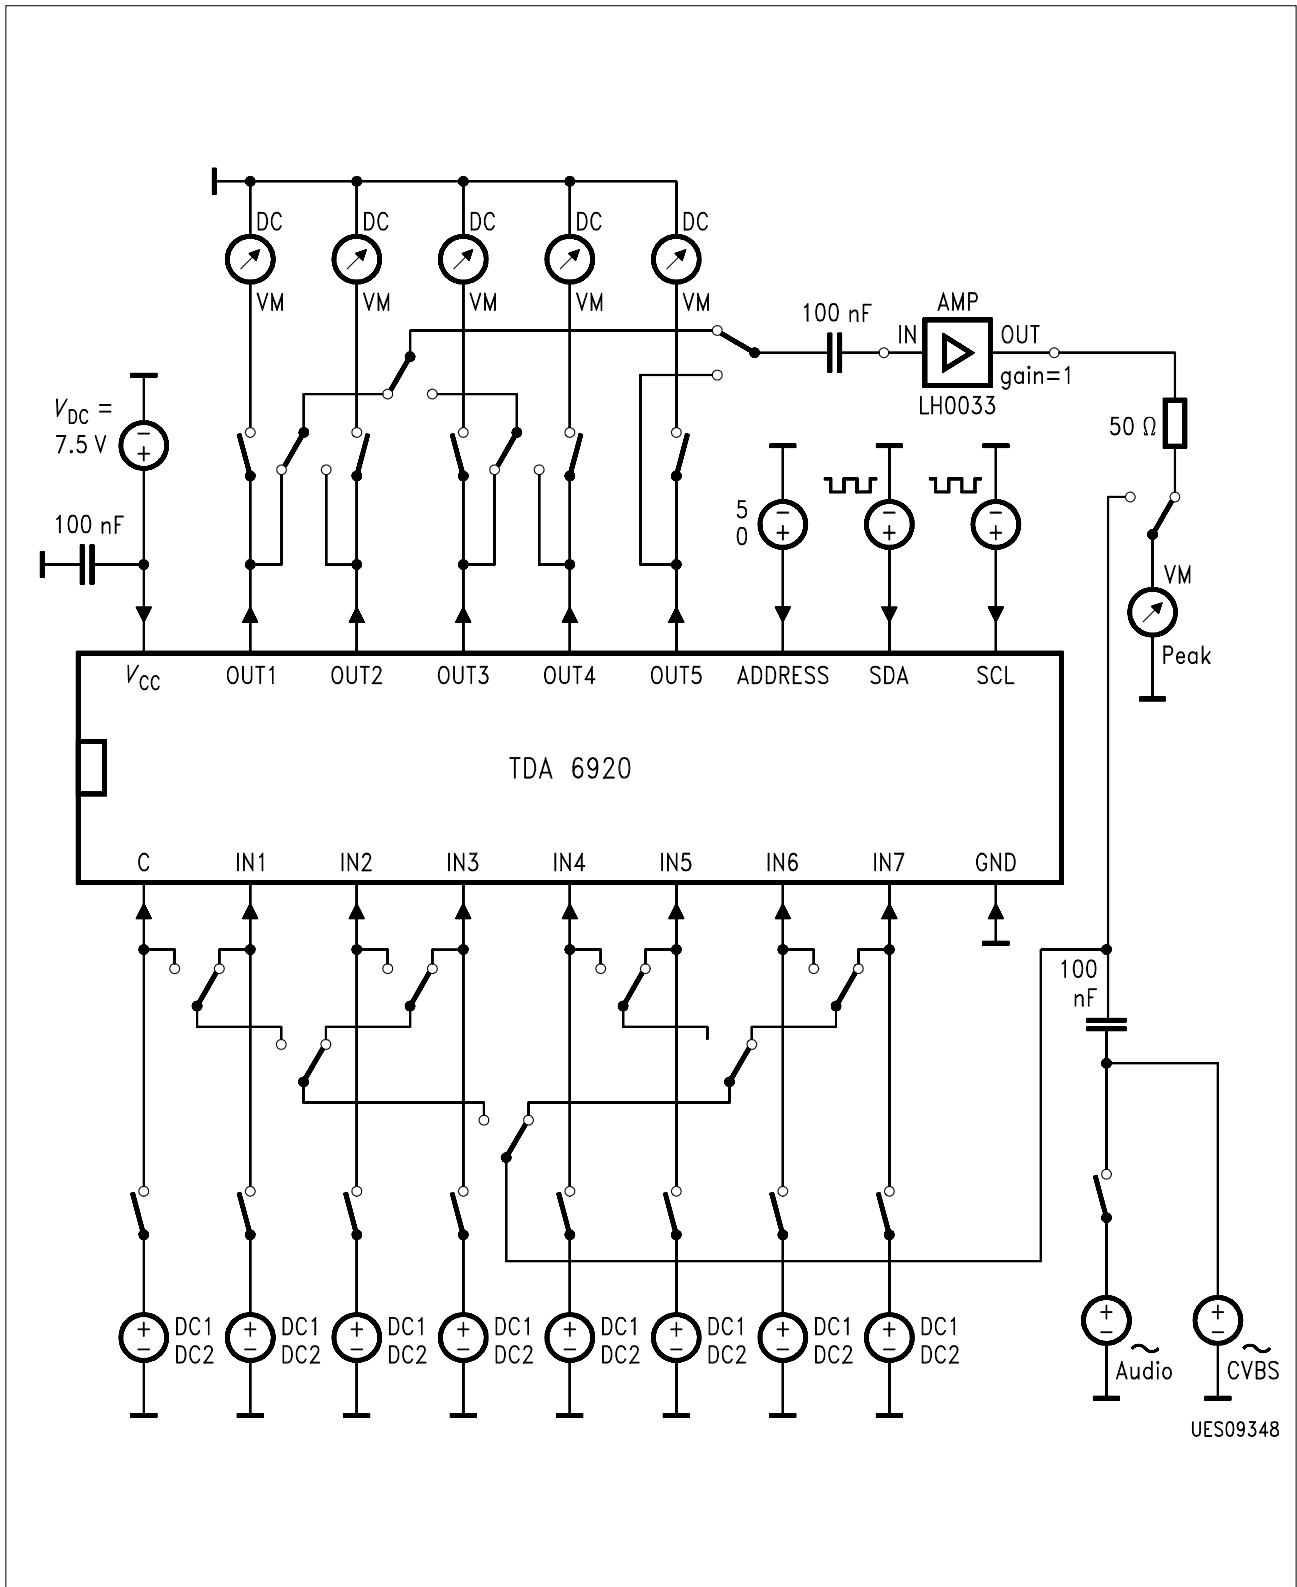 DC DC DC DC DC
VM VM VM VM VM
100 nF
AMP
IN
OUT
gain=1
LH0033
V_DC =
7.5 V
50 Ω
100 nF
5
0
VM
Peak
V_CC OUT1 OUT2 OUT3 OUT4 OUT5 ADDRESS SDA SCL
TDA 6920
C IN1 IN2 IN3 IN4 IN5 IN6 IN7 GND
100
nF
+ − DC1 DC1 DC1 DC1 DC1 DC1 DC1 DC1
DC2 DC2 DC2 DC2 DC2 DC2 DC2 DC2
~ Audio
~ CVBS
UES09348